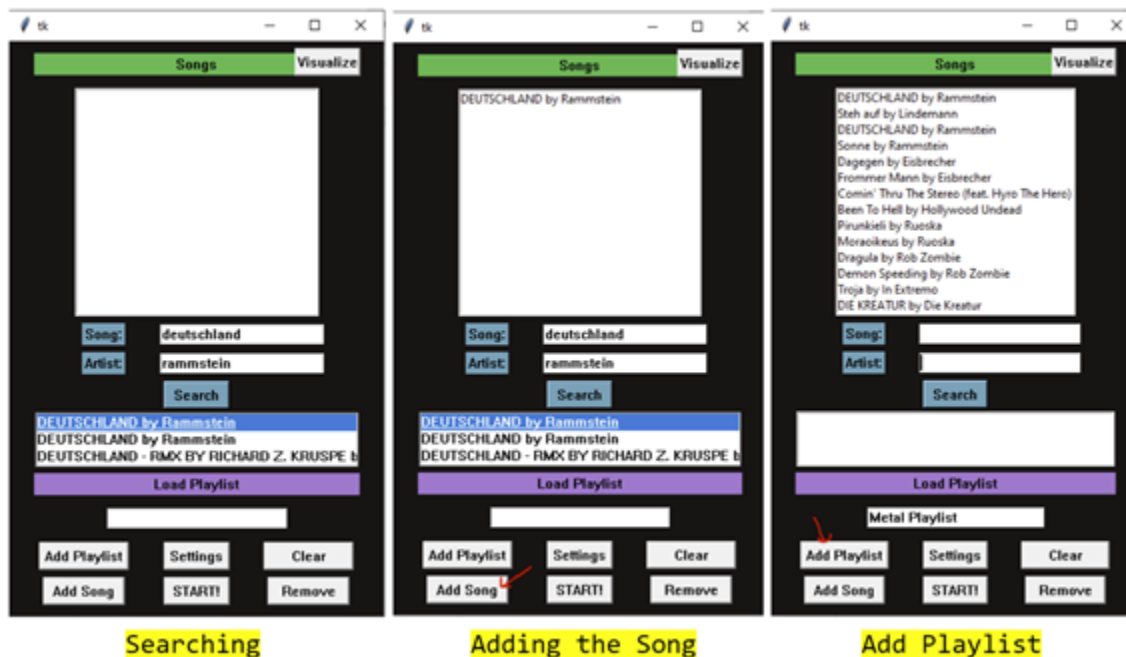 tk
Songs
Visualize
Song:
deutschland
Artist:
rammstein
Search
DEUTSCHLAND by Rammstein
DEUTSCHLAND by Rammstein
DEUTSCHLAND - RMX BY RICHARD Z. KRUSPE b
Load Playlist
Add Playlist
Settings
Clear
Add Song
START!
Remove
Searching
tk
Songs
Visualize
DEUTSCHLAND by Rammstein
Song:
deutschland
Artist:
rammstein
Search
DEUTSCHLAND by Rammstein
DEUTSCHLAND by Rammstein
DEUTSCHLAND - RMX BY RICHARD Z. KRUSPE b
Load Playlist
Add Playlist
Settings
Clear
Add Song
START!
Remove
Adding the Song
tk
Songs
Visualize
DEUTSCHLAND by Rammstein
Steh auf by Lindemann
DEUTSCHLAND by Rammstein
Sonne by Rammstein
Dagegen by Eisbrecher
Frommer Mann by Eisbrecher
Comin' Thru The Stereo (feat. Hyro The Hero)
Been To Hell by Hollywood Undead
Pirunkieli by Ruoska
Moraoikeus by Ruoska
Dragula by Rob Zombie
Demon Speeding by Rob Zombie
Troja by In Extremo
DIE KREATUR by Die Kreatur
Song:
Artist:
Search
Load Playlist
Metal Playlist
Add Playlist
Settings
Clear
Add Song
START!
Remove
Add Playlist